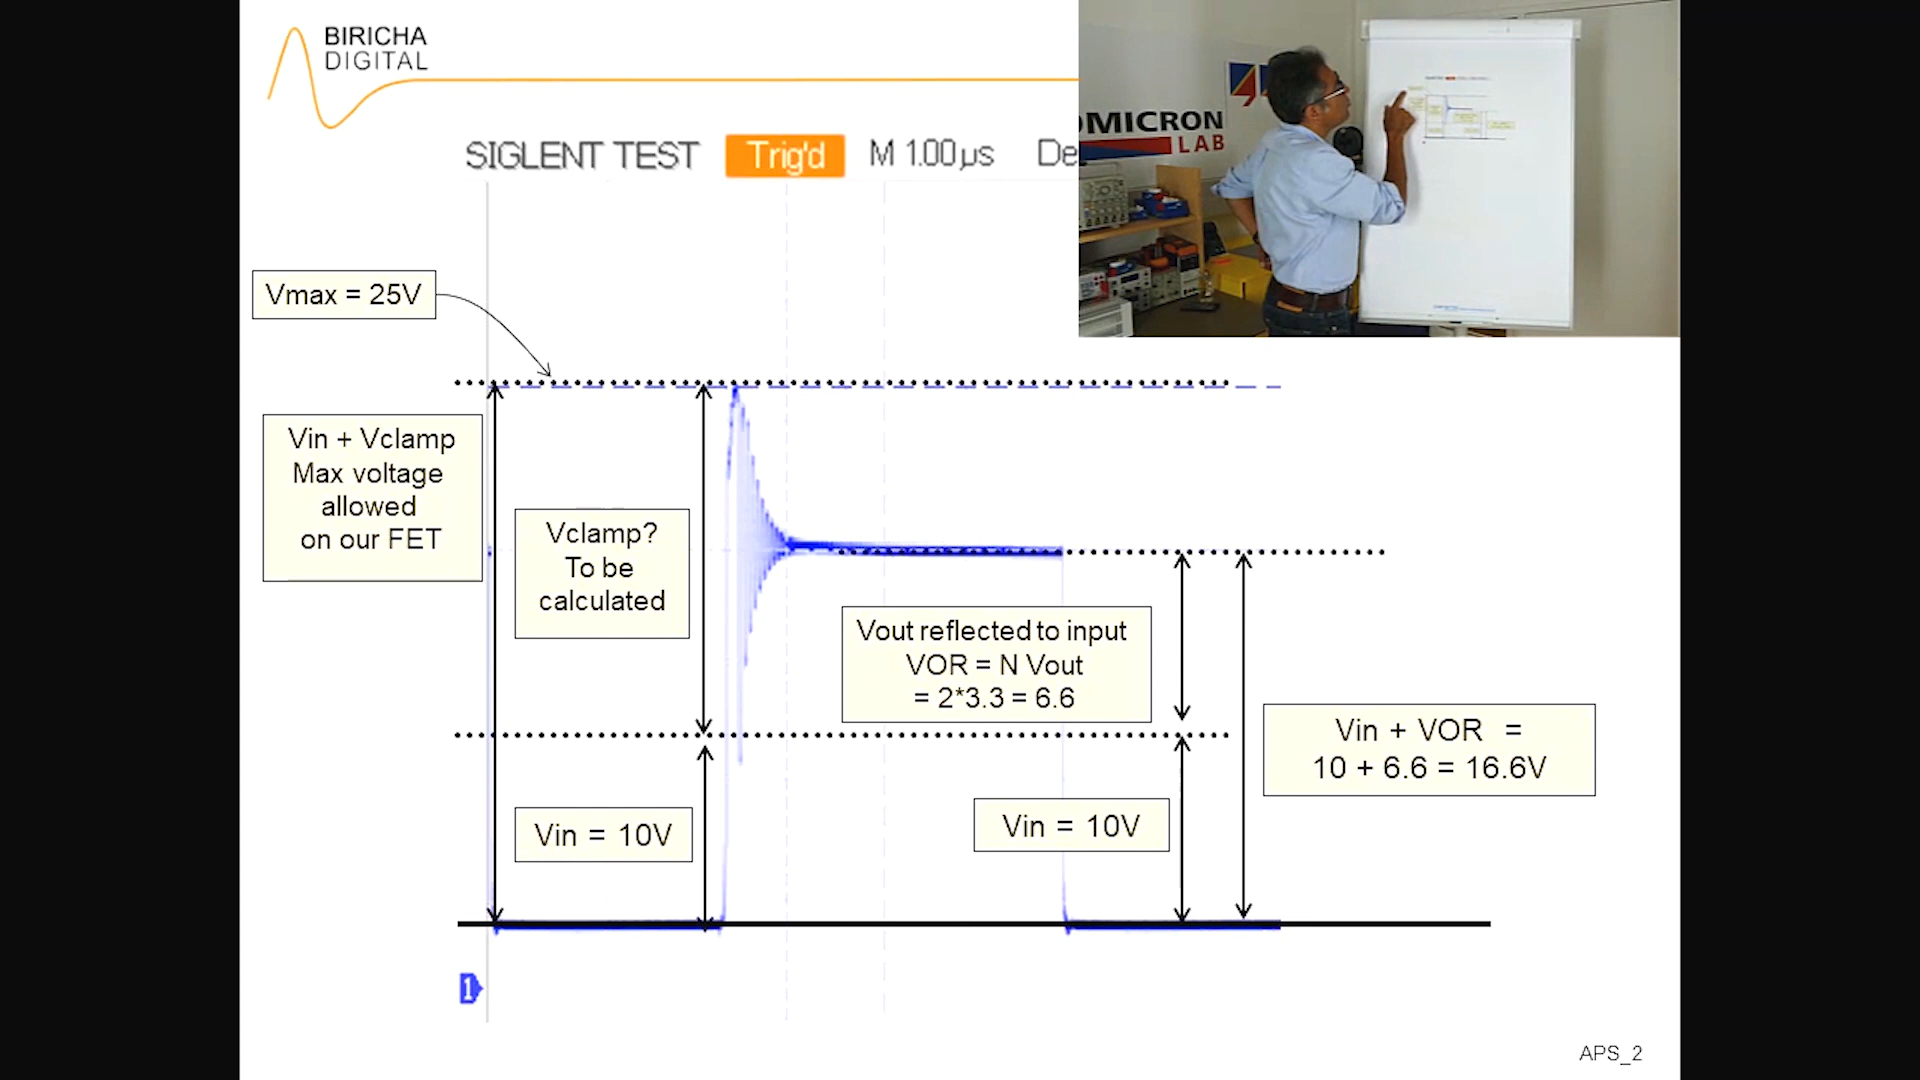 BIRICHA
DIGITAL
SIGLENT TEST
Trig'd
M 1.00µs
De
OMICRON
LAB
Vmax = 25V
Vin + Vclamp
Max voltage
allowed
on our FET
Vclamp?
To be
calculated
Vout reflected to input
VOR = N Vout
= 2*3.3 = 6.6
Vin + VOR =
10 + 6.6 = 16.6V
Vin = 10V
Vin = 10V
1
APS_2